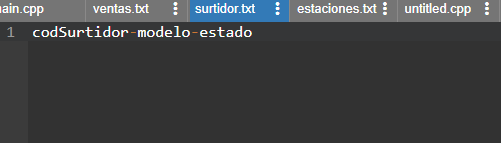 ain.cpp ventas.txt surtidor.txt estaciones.txt untitled.cpp
1 codSurtidor-modelo-estado